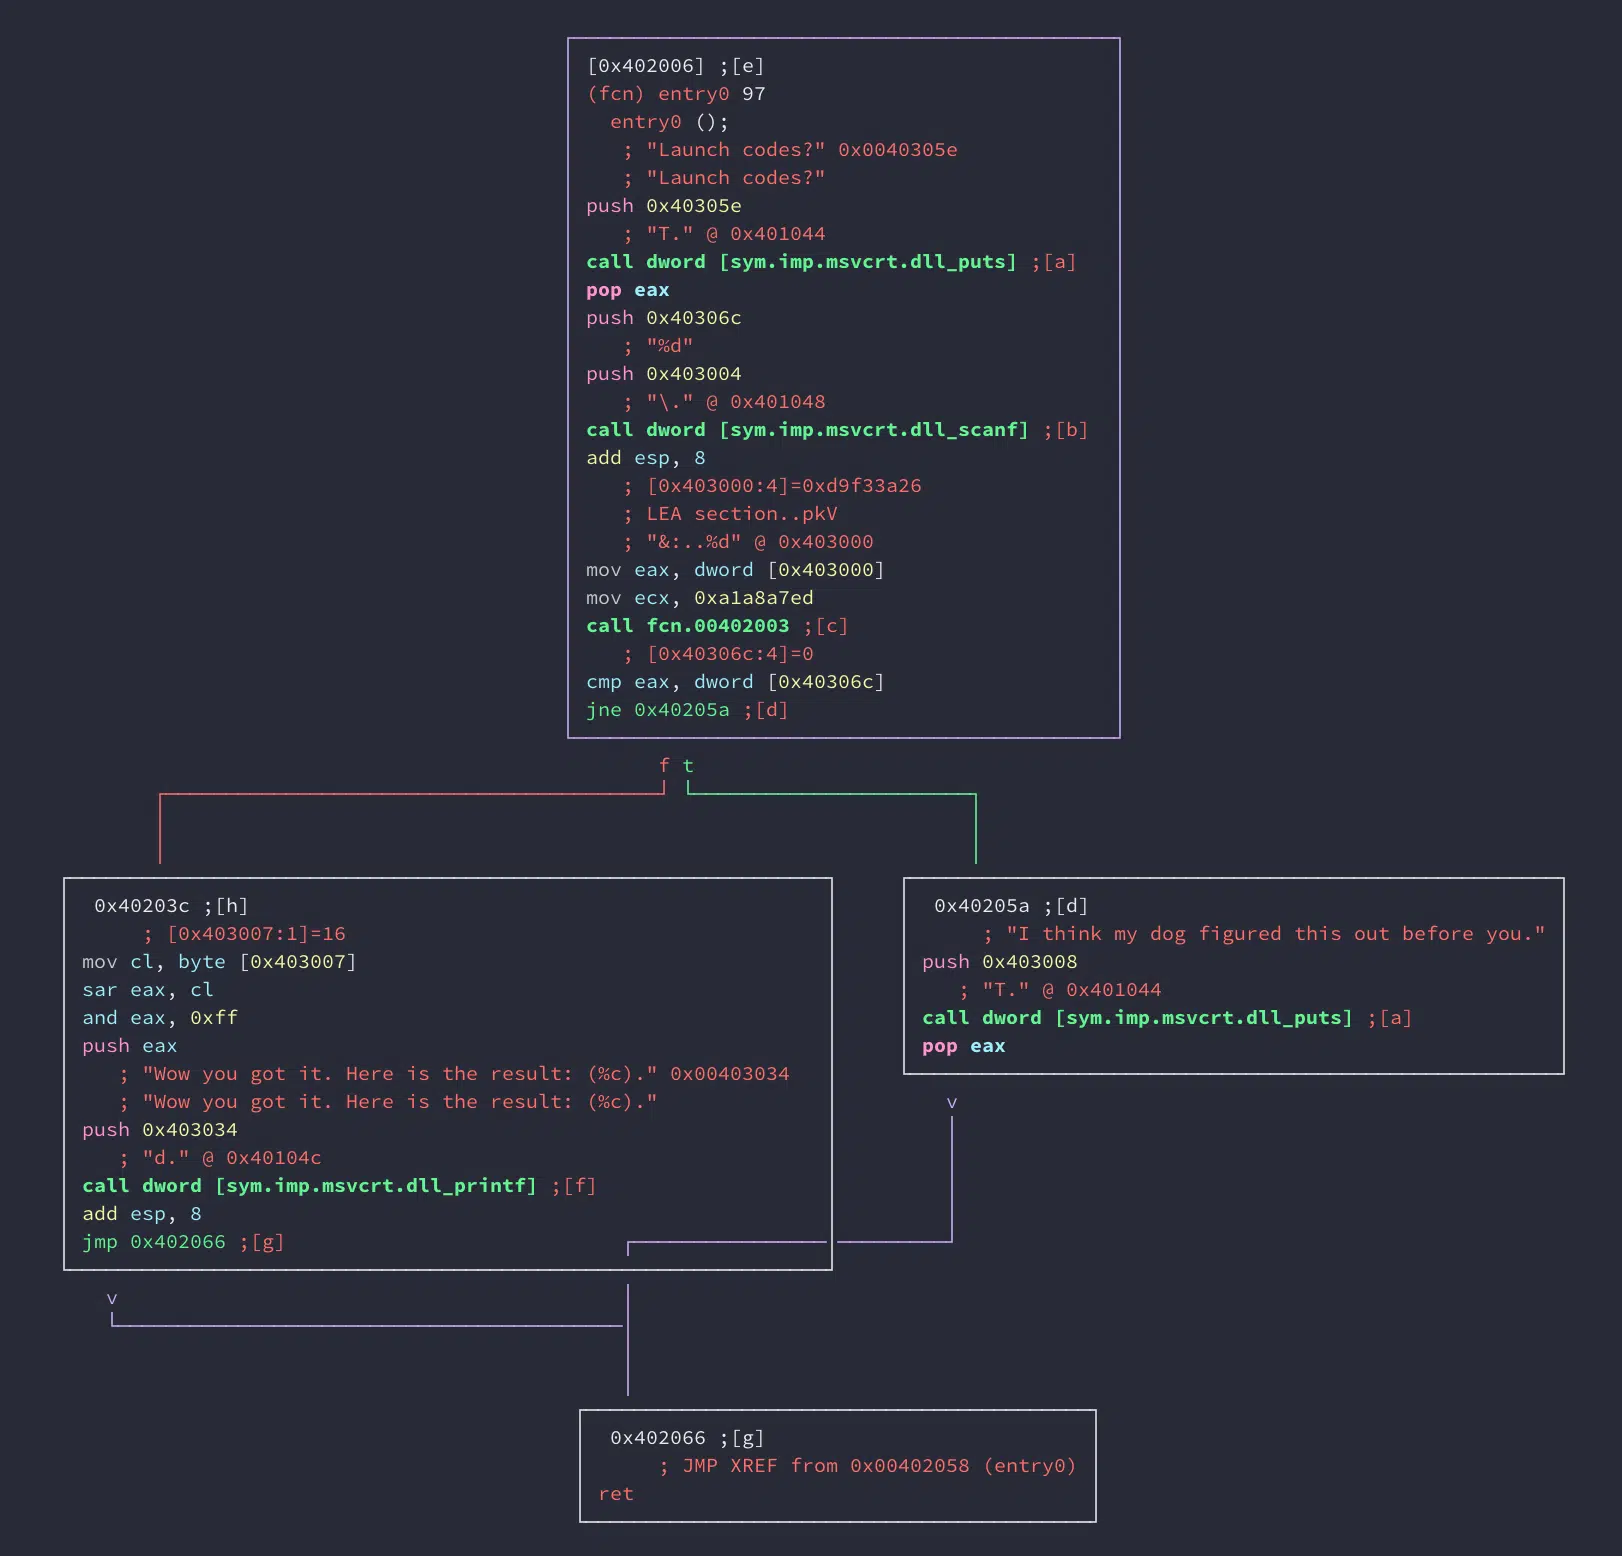 [0x402006] ;[e]
(fcn) entry0 97
entry0 ();
; "Launch codes?" 0x0040305e
; "Launch codes?"
push 0x40305e
; "T." @ 0x401044
call dword [sym.imp.msvcrt.dll_puts] ;[a]
pop eax
push 0x40306c
; "%d"
push 0x403004
; "\." @ 0x401048
call dword [sym.imp.msvcrt.dll_scanf] ;[b]
add esp, 8
; [0x403000:4]=0xd9f33a26
; LEA section..pkV
; "&:..%d" @ 0x403000
mov eax, dword [0x403000]
mov ecx, 0xa1a8a7ed
call fcn.00402003 ;[c]
; [0x40306c:4]=0
cmp eax, dword [0x40306c]
jne 0x40205a ;[d]
f t
0x40203c ;[h]
; [0x403007:1]=16
mov cl, byte [0x403007]
sar eax, cl
and eax, 0xff
push eax
; "Wow you got it. Here is the result: (%c)." 0x00403034
; "Wow you got it. Here is the result: (%c)."
push 0x403034
; "d." @ 0x40104c
call dword [sym.imp.msvcrt.dll_printf] ;[f]
add esp, 8
jmp 0x402066 ;[g]
v
0x40205a ;[d]
; "I think my dog figured this out before you."
push 0x403008
; "T." @ 0x401044
call dword [sym.imp.msvcrt.dll_puts] ;[a]
pop eax
v
0x402066 ;[g]
; JMP XREF from 0x00402058 (entry0)
ret